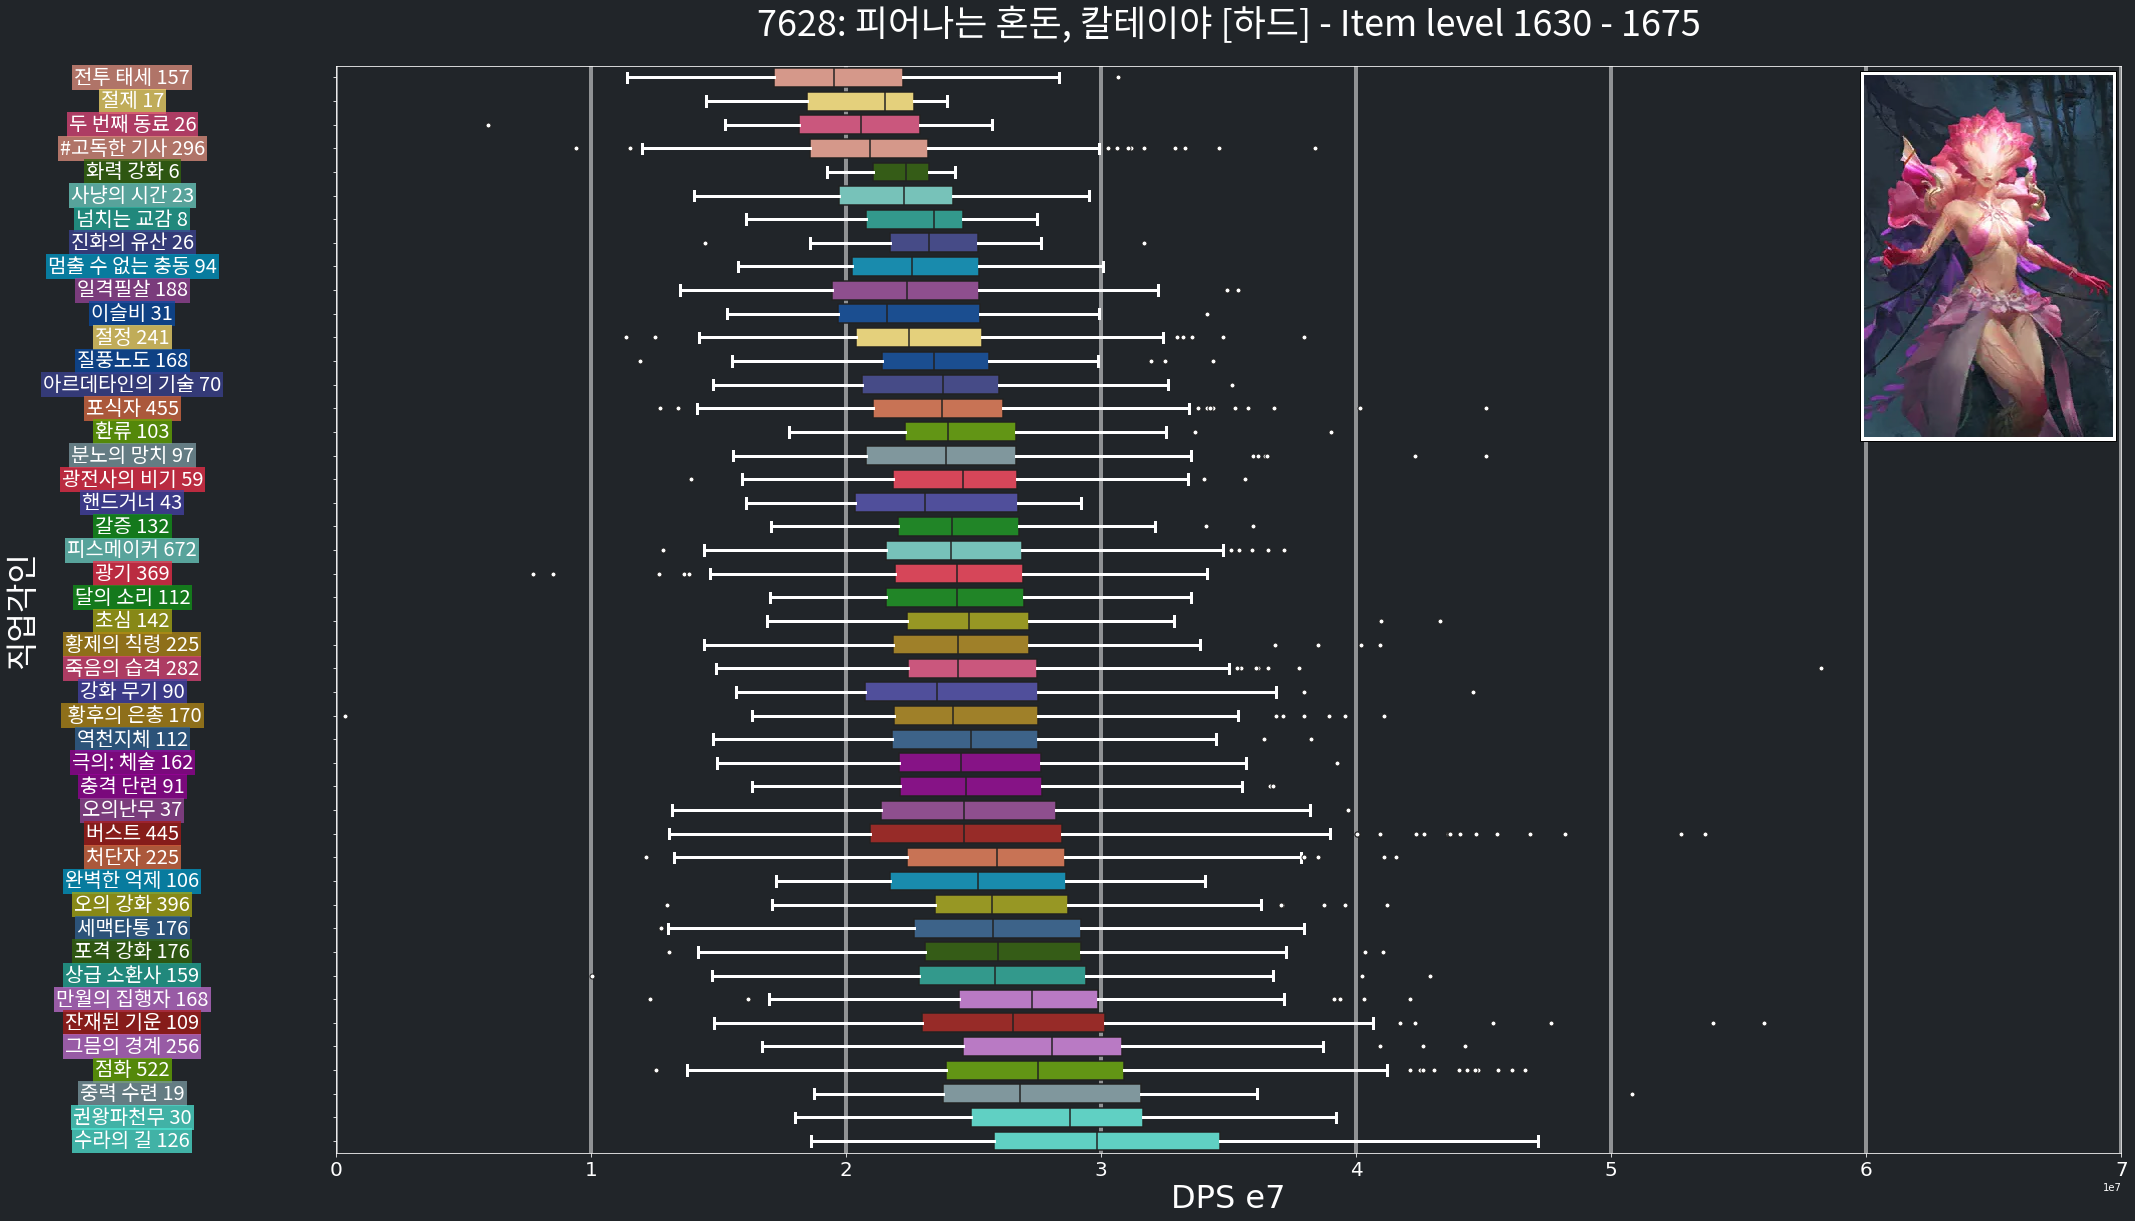 7628: 피어나는 혼돈, 칼테이야 [하드] - Item level 1630 - 1675
직업각인
전투 태세 157
절제 17
두 번째 동료 26
#고독한 기사 296
화력 강화 6
사냥의 시간 23
넘치는 교감 8
진화의 유산 26
멈출 수 없는 충동 94
일격필살 188
이슬비 31
절정 241
질풍노도 168
아르데타인의 기술 70
포식자 455
환류 103
분노의 망치 97
광전사의 비기 59
핸드거너 43
갈증 132
피스메이커 672
광기 369
달의 소리 112
초심 142
황제의 칙령 225
죽음의 습격 282
강화 무기 90
황후의 은총 170
역천지체 112
극의: 체술 162
충격 단련 91
오의난무 37
버스트 445
처단자 225
완벽한 억제 106
오의 강화 396
세맥타통 176
포격 강화 176
상급 소환사 159
만월의 집행자 168
잔재된 기운 109
그믐의 경계 256
점화 522
중력 수련 19
권왕파천무 30
수라의 길 126
0 1 2 3 4 5 6 7
1e7
DPS e7